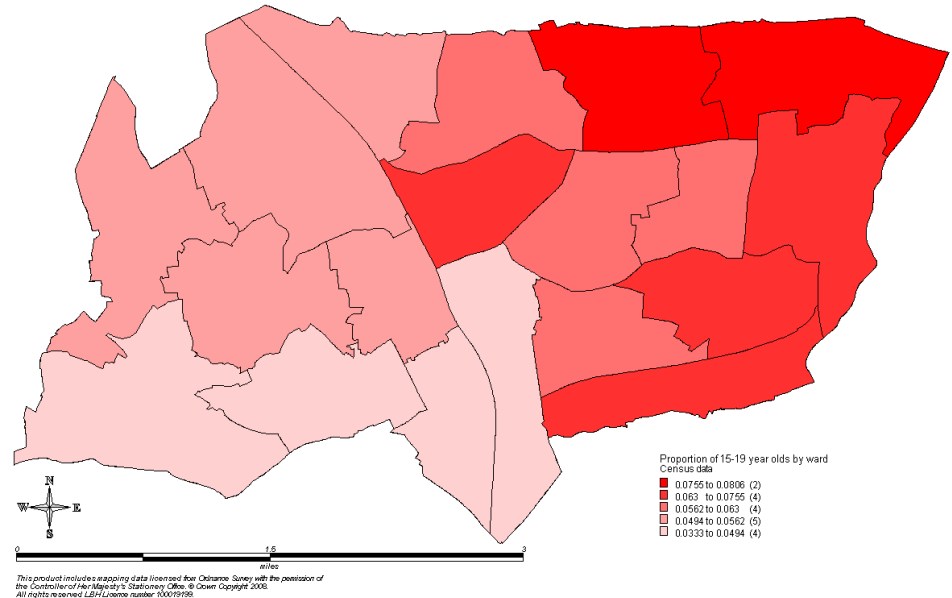 Proportion of 15-19 year olds by ward
Census data
0.0755 to 0.0806 (2)
0.063 to 0.0755 (4)
0.0562 to 0.063 (4)
0.0494 to 0.0562 (5)
0.0333 to 0.0494 (4)
N
W E
S
0 1.5 3
miles
This product includes mapping data licensed from Ordnance Survey with the permission of
the Controller of Her Majesty's Stationery Office. © Crown Copyright 2008.
All rights reserved. LBH Licence number 100019199.